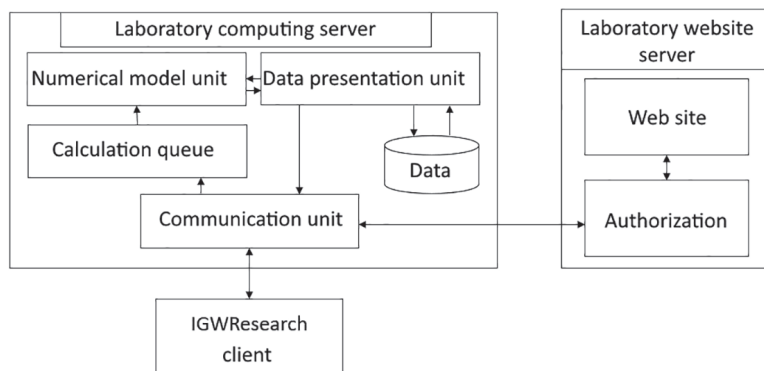 Laboratory computing server
Numerical model unit
Data presentation unit
Calculation queue
Data
Communication unit
IGWResearch
client
Laboratory website
server
Web site
Authorization